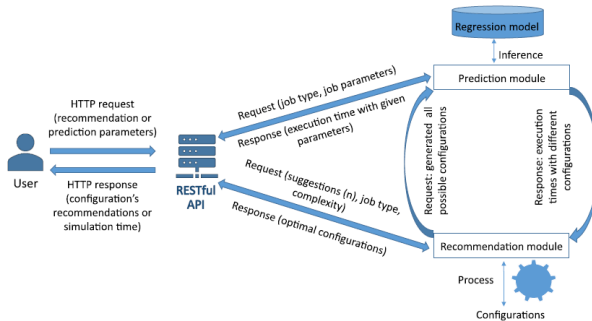 Regression model
Inference
Prediction module
HTTP request
(recommendation or
prediction parameters)
User
HTTP response
(configuration's
recommendations or
simulation time)
RESTful
API
Request (job type, job parameters)
Response (execution time with given
parameters)
Request (suggestions (n), job type,
complexity)
Response (optimal configurations)
Request: generated all
possible configurations
Response: execution
times with different
configurations
Recommendation module
Process
Configurations